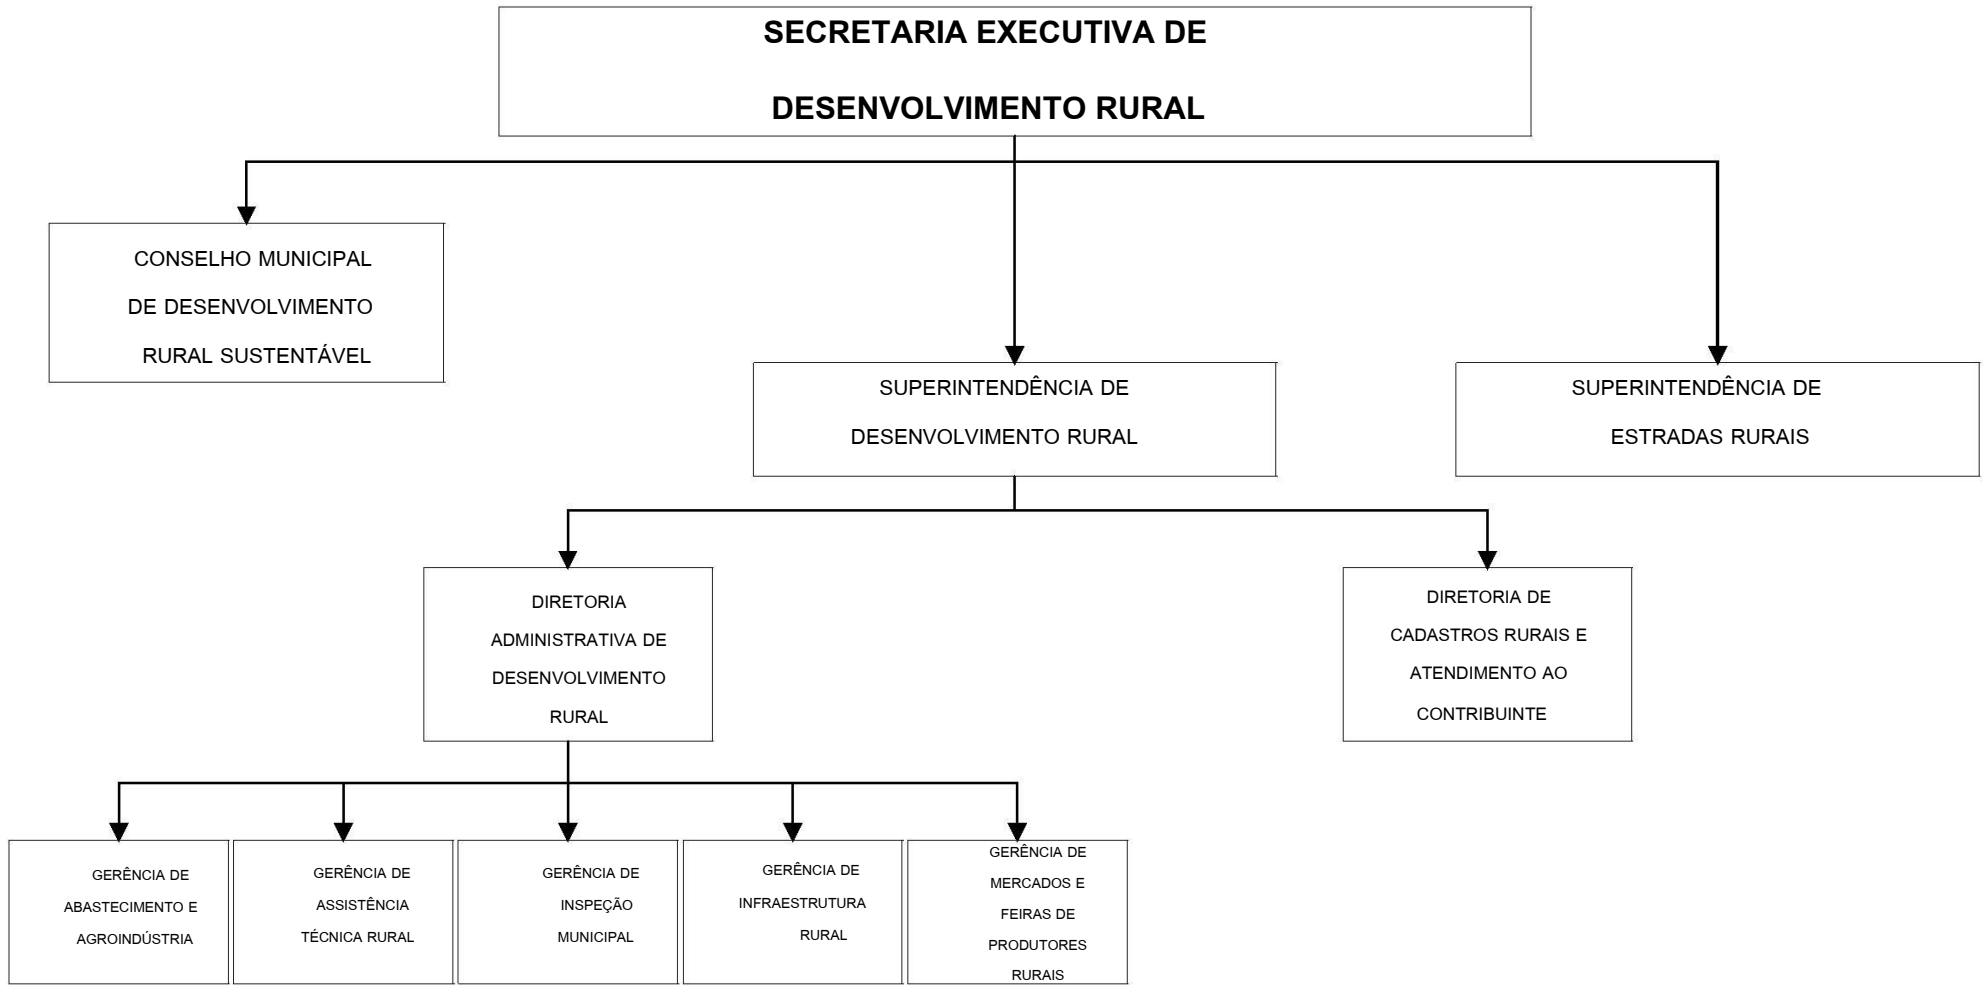 SECRETARIA EXECUTIVA DE
DESENVOLVIMENTO RURAL
CONSELHO MUNICIPAL
DE DESENVOLVIMENTO
RURAL SUSTENTÁVEL
SUPERINTENDÊNCIA DE
DESENVOLVIMENTO RURAL
SUPERINTENDÊNCIA DE
ESTRADAS RURAIS
DIRETORIA
ADMINISTRATIVA DE
DESENVOLVIMENTO
RURAL
DIRETORIA DE
CADASTROS RURAIS E
ATENDIMENTO AO
CONTRIBUINTE
GERÊNCIA DE
ABASTECIMENTO E
AGROINDÚSTRIA
GERÊNCIA DE
ASSISTÊNCIA
TÉCNICA RURAL
GERÊNCIA DE
INSPEÇÃO
MUNICIPAL
GERÊNCIA DE
INFRAESTRUTURA
RURAL
GERÊNCIA DE
MERCADOS E
FEIRAS DE
PRODUTORES
RURAIS